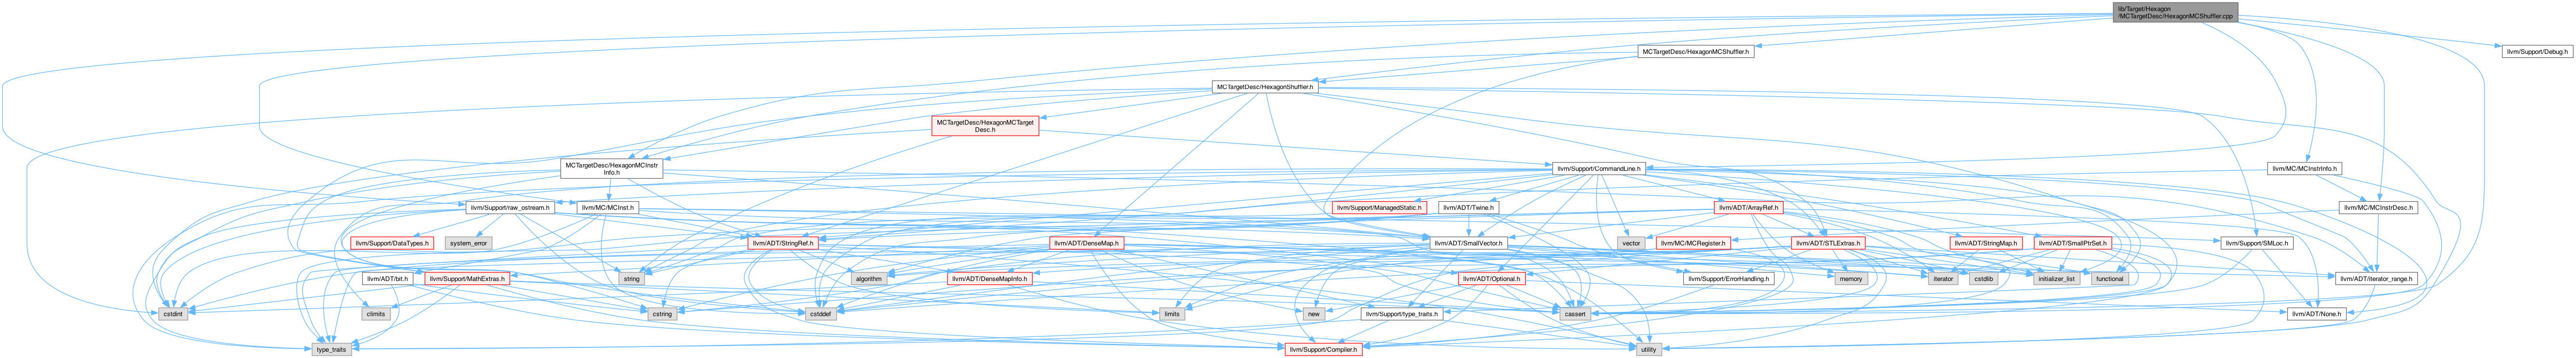 lib/Target/Hexagon
/MCTargetDesc/HexagonMCShuffler.cpp
MCTargetDesc/HexagonMCShuffler.h
llvm/Support/Debug.h
MCTargetDesc/HexagonShuffler.h
MCTargetDesc/HexagonMCTarget
Desc.h
MCTargetDesc/HexagonMCInstr
Info.h
llvm/Support/CommandLine.h
llvm/MC/MCInstrInfo.h
llvm/Support/raw_ostream.h
llvm/MC/MCInst.h
llvm/Support/ManagedStatic.h
llvm/ADT/Twine.h
llvm/ADT/ArrayRef.h
llvm/MC/MCInstrDesc.h
llvm/Support/DataTypes.h
system_error
llvm/ADT/StringRef.h
llvm/ADT/DenseMap.h
llvm/ADT/SmallVector.h
vector
llvm/MC/MCRegister.h
llvm/ADT/STLExtras.h
llvm/ADT/StringMap.h
llvm/ADT/SmallPtrSet.h
llvm/Support/SMLoc.h
llvm/ADT/bit.h
llvm/Support/MathExtras.h
string
algorithm
llvm/ADT/DenseMapInfo.h
llvm/ADT/Optional.h
llvm/Support/ErrorHandling.h
memory
iterator
cstdlib
initializer_list
functional
llvm/ADT/iterator_range.h
cstdint
climits
cstring
cstddef
limits
new
llvm/Support/type_traits.h
cassert
llvm/ADT/None.h
type_traits
llvm/Support/Compiler.h
utility